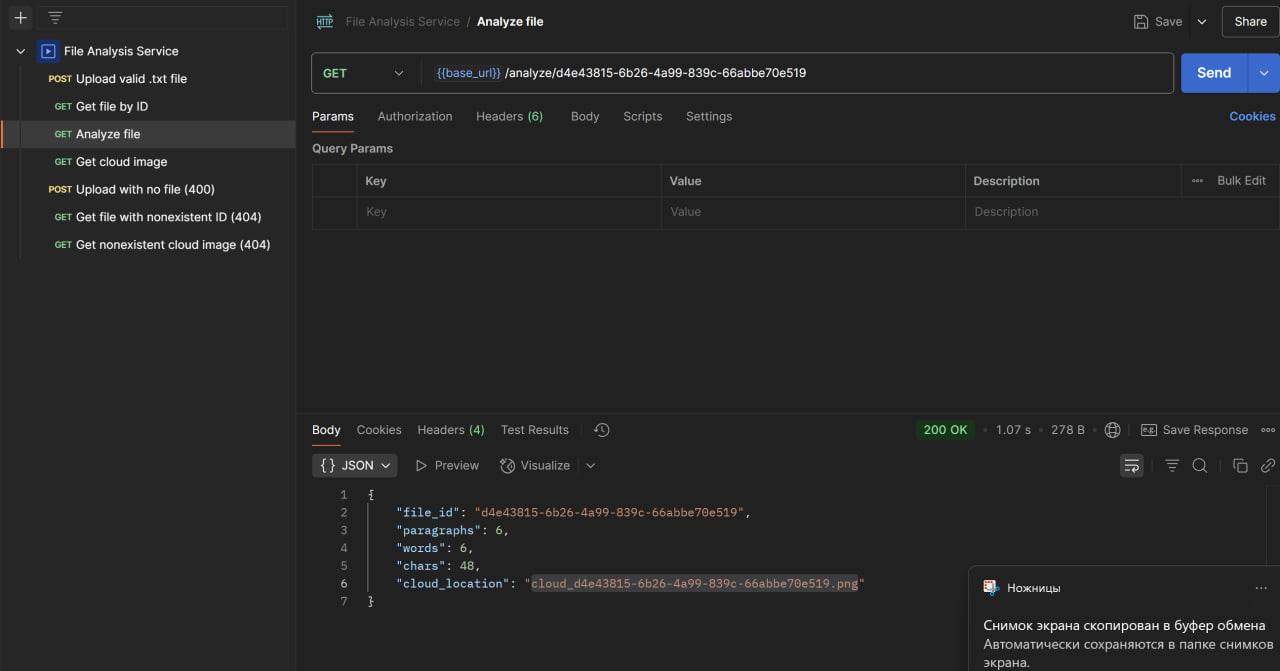 File Analysis Service
POST Upload valid .txt file
GET Get file by ID
GET Analyze file
GET Get cloud image
POST Upload with no file (400)
GET Get file with nonexistent ID (404)
GET Get nonexistent cloud image (404)
HTTP File Analysis Service / Analyze file
Save
Share
GET {{base_url}} /analyze/d4e43815-6b26-4a99-839c-66abbe70e519
Send
Params Authorization Headers (6) Body Scripts Settings
Cookies
Query Params
Key Value Description Bulk Edit
Key Value Description
Body Cookies Headers (4) Test Results
200 OK • 1.07 s • 278 B • e.g. Save Response
{} JSON Preview Visualize
1 {
2 "file_id": "d4e43815-6b26-4a99-839c-66abbe70e519",
3 "paragraphs": 6,
4 "words": 6,
5 "chars": 48,
6 "cloud_location": "cloud_d4e43815-6b26-4a99-839c-66abbe70e519.png"
7 }
Ножницы
Снимок экрана скопирован в буфер обмена
Автоматически сохраняются в папке снимков
экрана.